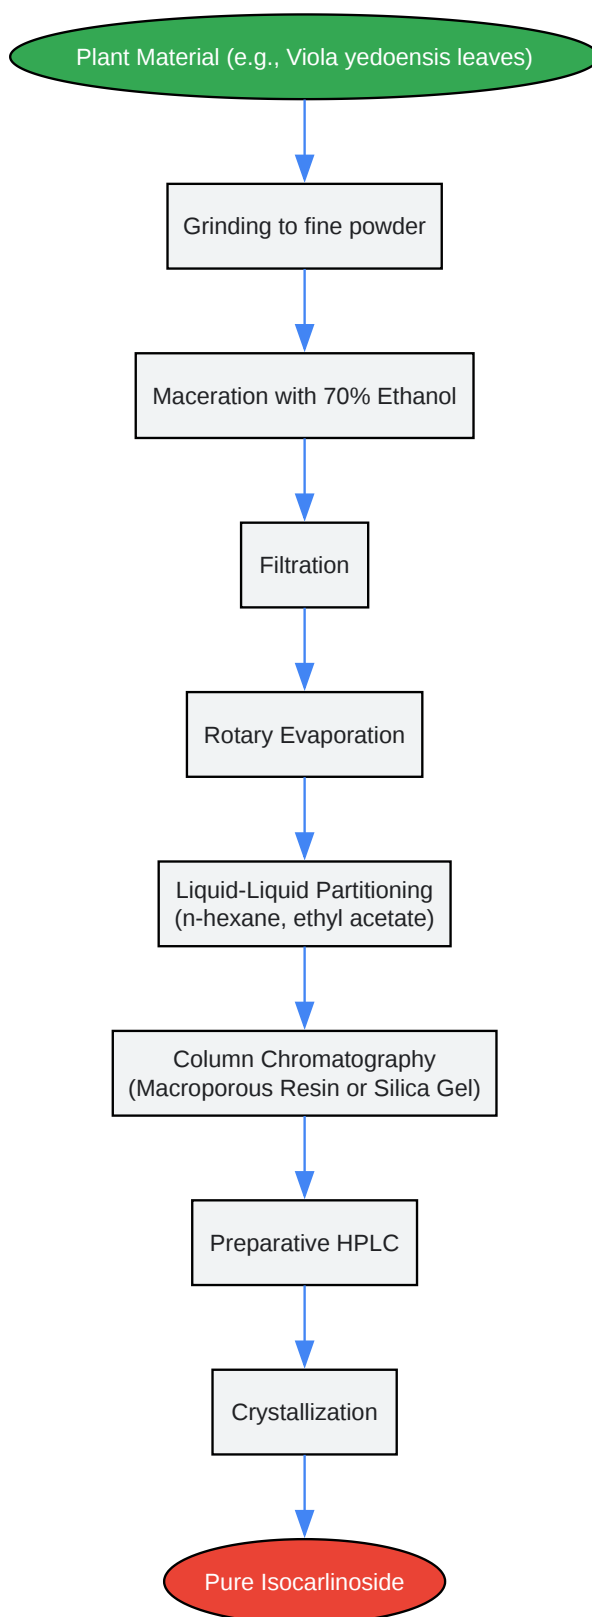 Plant Material (e.g., Viola yedoensis leaves)
Grinding to fine powder
Maceration with 70% Ethanol
Filtration
Rotary Evaporation
Liquid-Liquid Partitioning
(n-hexane, ethyl acetate)
Column Chromatography
(Macroporous Resin or Silica Gel)
Preparative HPLC
Crystallization
Pure Isocarlinoside